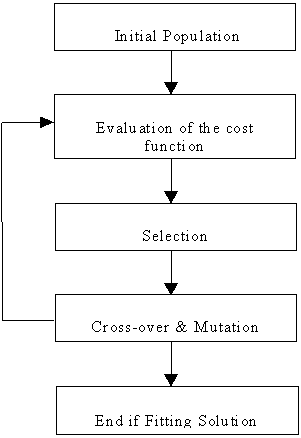 Initial Population
Evaluation of the cost
function
Selection
Cross-over & Mutation
End if Fitting Solution